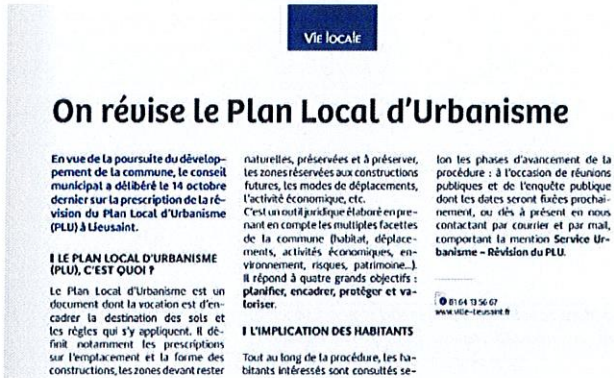 Vie locale
On révise le Plan Local d'Urbanisme
En vue de la poursuite du dévelop-
pement de la commune, le conseil
municipal a délibéré le 14 octobre
dernier sur la prescription de la ré-
vision du Plan Local d'Urbanisme
(PLU) à Lieusaint.
LE PLAN LOCAL D'URBANISME
(PLU), C'EST QUOI ?
Le Plan Local d'Urbanisme est un
document dont la vocation est d'en-
cadrer la destination des sols et
les règles qui s'y appliquent. Il dé-
finit notamment les prescriptions
sur l'emplacement et la forme des
constructions, les zones devant rester
naturelles, préservées et à préserver,
les zones réservées aux constructions
futures, les modes de déplacements,
l'activité économique, etc.
C'est un outil juridique élaboré en pre-
nant en compte les multiples facettes
de la commune (habitat, déplace-
ments, activités économiques, en-
vironnement, risques, patrimoine...).
Il répond à quatre grands objectifs :
planifier, encadrer, protéger et va-
loriser.
L'IMPLICATION DES HABITANTS
Tout au long de la procédure, les ha-
bitants intéressés sont consultés se-
lon les phases d'avancement de la
procédure : à l'occasion de réunions
publiques et de l'enquête publique
dont les dates seront fixées prochai-
nement, ou dès à présent en nous
contactant par courrier et par mail,
comportant la mention Service Ur-
banisme – Révision du PLU.
01 64 13 56 67
www.ville-lieusaint.fr